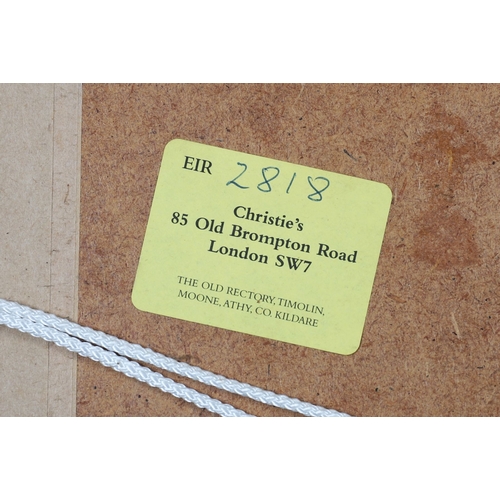 EIR 2818
Christie's
85 Old Brompton Road
London SW7
THE OLD RECTORY, TIMOLIN,
MOONE, ATHY, CO. KILDARE